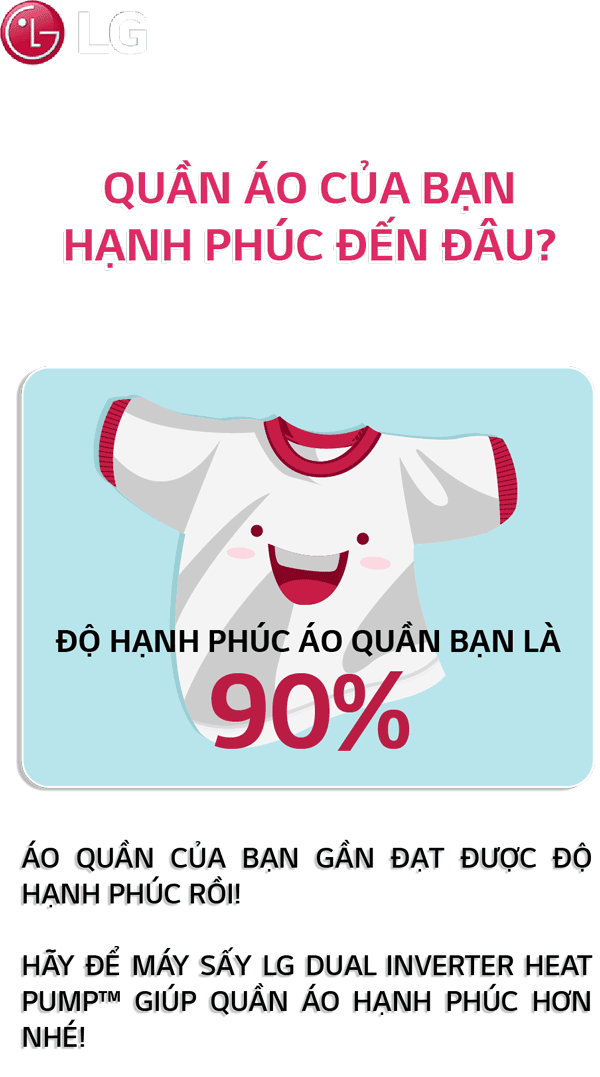 LG
QUẦN ÁO CỦA BẠN
HẠNH PHÚC ĐẾN ĐÂU?
ĐỘ HẠNH PHÚC ÁO QUẦN BẠN LÀ
90%
ÁO QUẦN CỦA BẠN GẦN ĐẠT ĐƯỢC ĐỘ
HẠNH PHÚC RỒI!
HÃY ĐỂ MÁY SẤY LG DUAL INVERTER HEAT
PUMP™ GIÚP QUẦN ÁO HẠNH PHÚC HƠN
NHÉ!